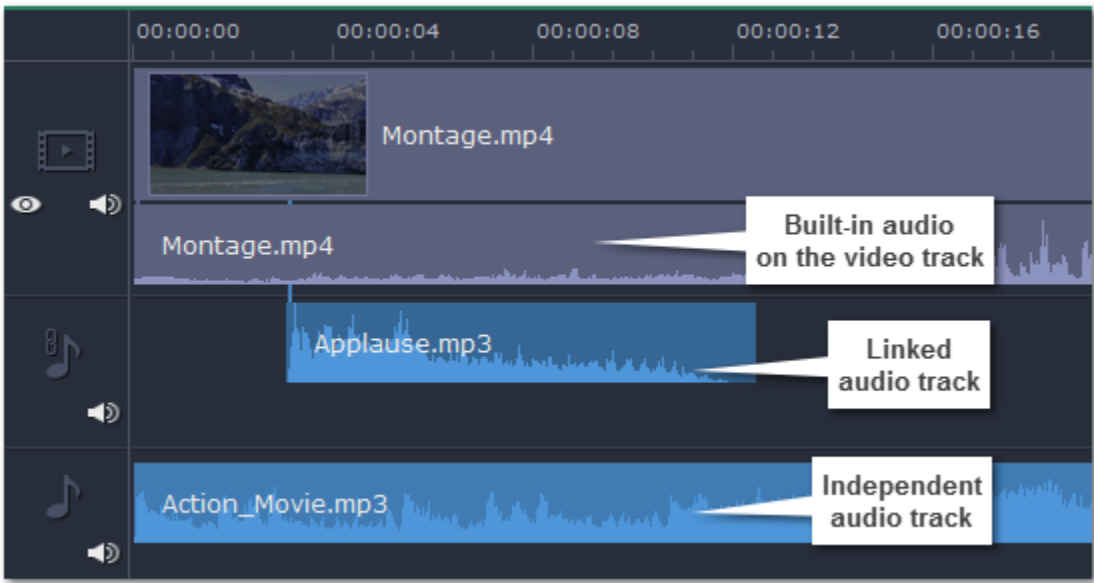 00:00:00 00:00:04 00:00:08 00:00:12 00:00:16
Montage.mp4
Montage.mp4
Built-in audio
on the video track
Applause.mp3
Linked
audio track
Action_Movie.mp3
Independent
audio track